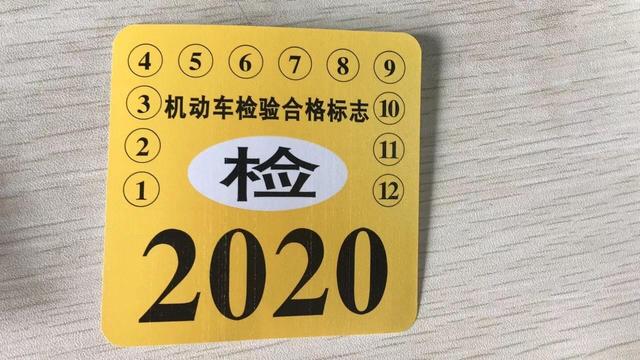 ④ ⑤ ⑥ ⑦ ⑧ ⑨
③ 机动车检验合格标志 ⑩
② ⑪
检
① ⑫
2020